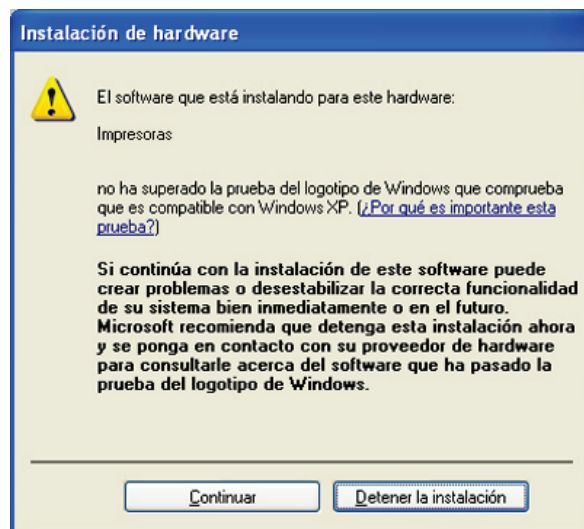 Instalación de hardware
El software que está instalando para este hardware:
Impresoras
no ha superado la prueba del logotipo de Windows que comprueba
que es compatible con Windows XP. (¿Por qué es importante esta
prueba?)
Si continúa con la instalación de este software puede
crear problemas o desestabilizar la correcta funcionalidad
de su sistema bien inmediatamente o en el futuro.
Microsoft recomienda que detenga esta instalación ahora
y se ponga en contacto con su proveedor de hardware
para consultarle acerca del software que ha pasado la
prueba del logotipo de Windows.
Continuar
Detener la instalación